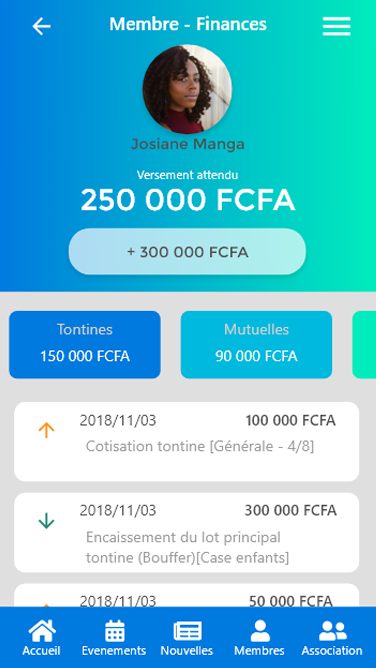 Membre - Finances
Josiane Manga
Versement attendu
250 000 FCFA
+ 300 000 FCFA
Tontines
150 000 FCFA
Mutuelles
90 000 FCFA
2018/11/03 100 000 FCFA
Cotisation tontine [Générale - 4/8]
2018/11/03 300 000 FCFA
Encaissement du lot principal
tontine (Bouffer)[Case enfants]
2018/11/03 50 000 FCFA
Accueil Evenements Nouvelles Membres Association